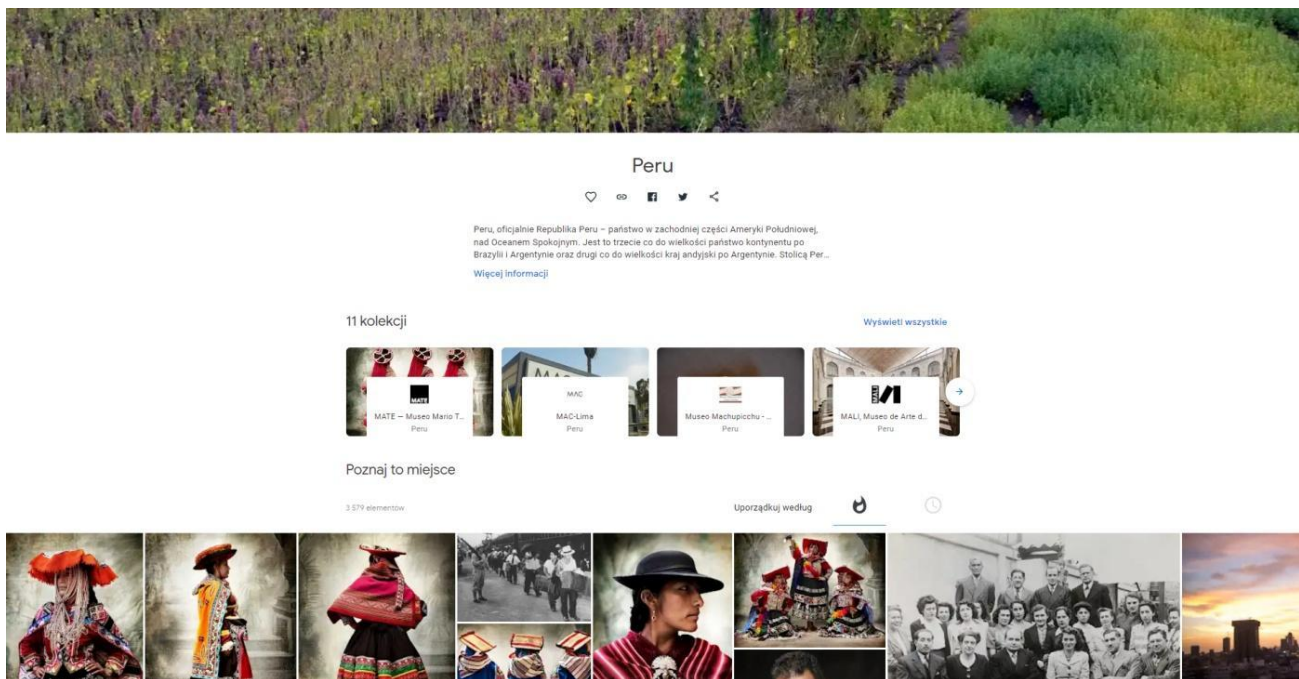 Peru
Peru, oficjalnie Republika Peru – państwo w zachodniej części Ameryki Południowej,
nad Oceanem Spokojnym. Jest to trzecie co do wielkości państwo kontynentu po
Brazylii i Argentynie oraz drugi co do wielkości kraj andyjski po Argentynie. Stolicą Per...
Więcej informacji
11 kolekcji
Wyświetl wszystkie
MATE
MATE — Museo Mario T...
Peru
MAC
MAC
MAC-Lima
Peru
Museo Machupicchu - ...
Peru
MALI
MALI, Museo de Arte d...
Peru
Poznaj to miejsce
3 579 elementów
Uporządkuj według